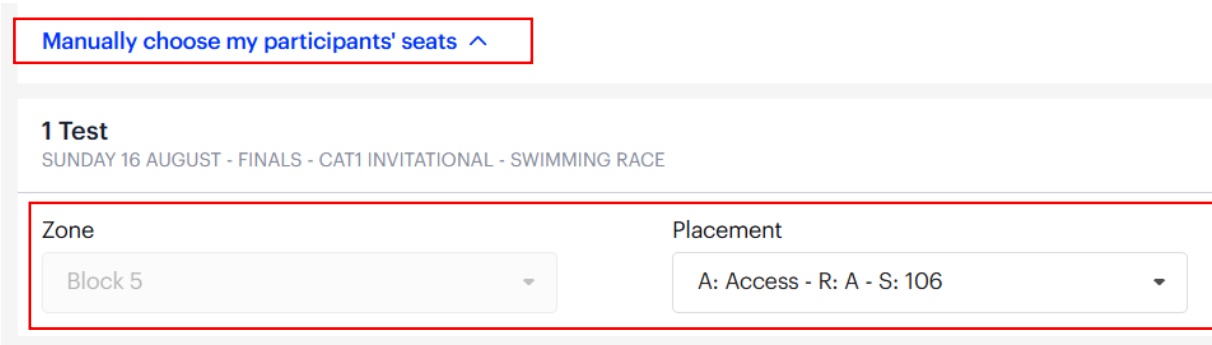 Manually choose my participants' seats
1 Test
SUNDAY 16 AUGUST - FINALS - CAT1 INVITATIONAL - SWIMMING RACE
Zone
Placement
Block 5
A: Access - R: A - S: 106